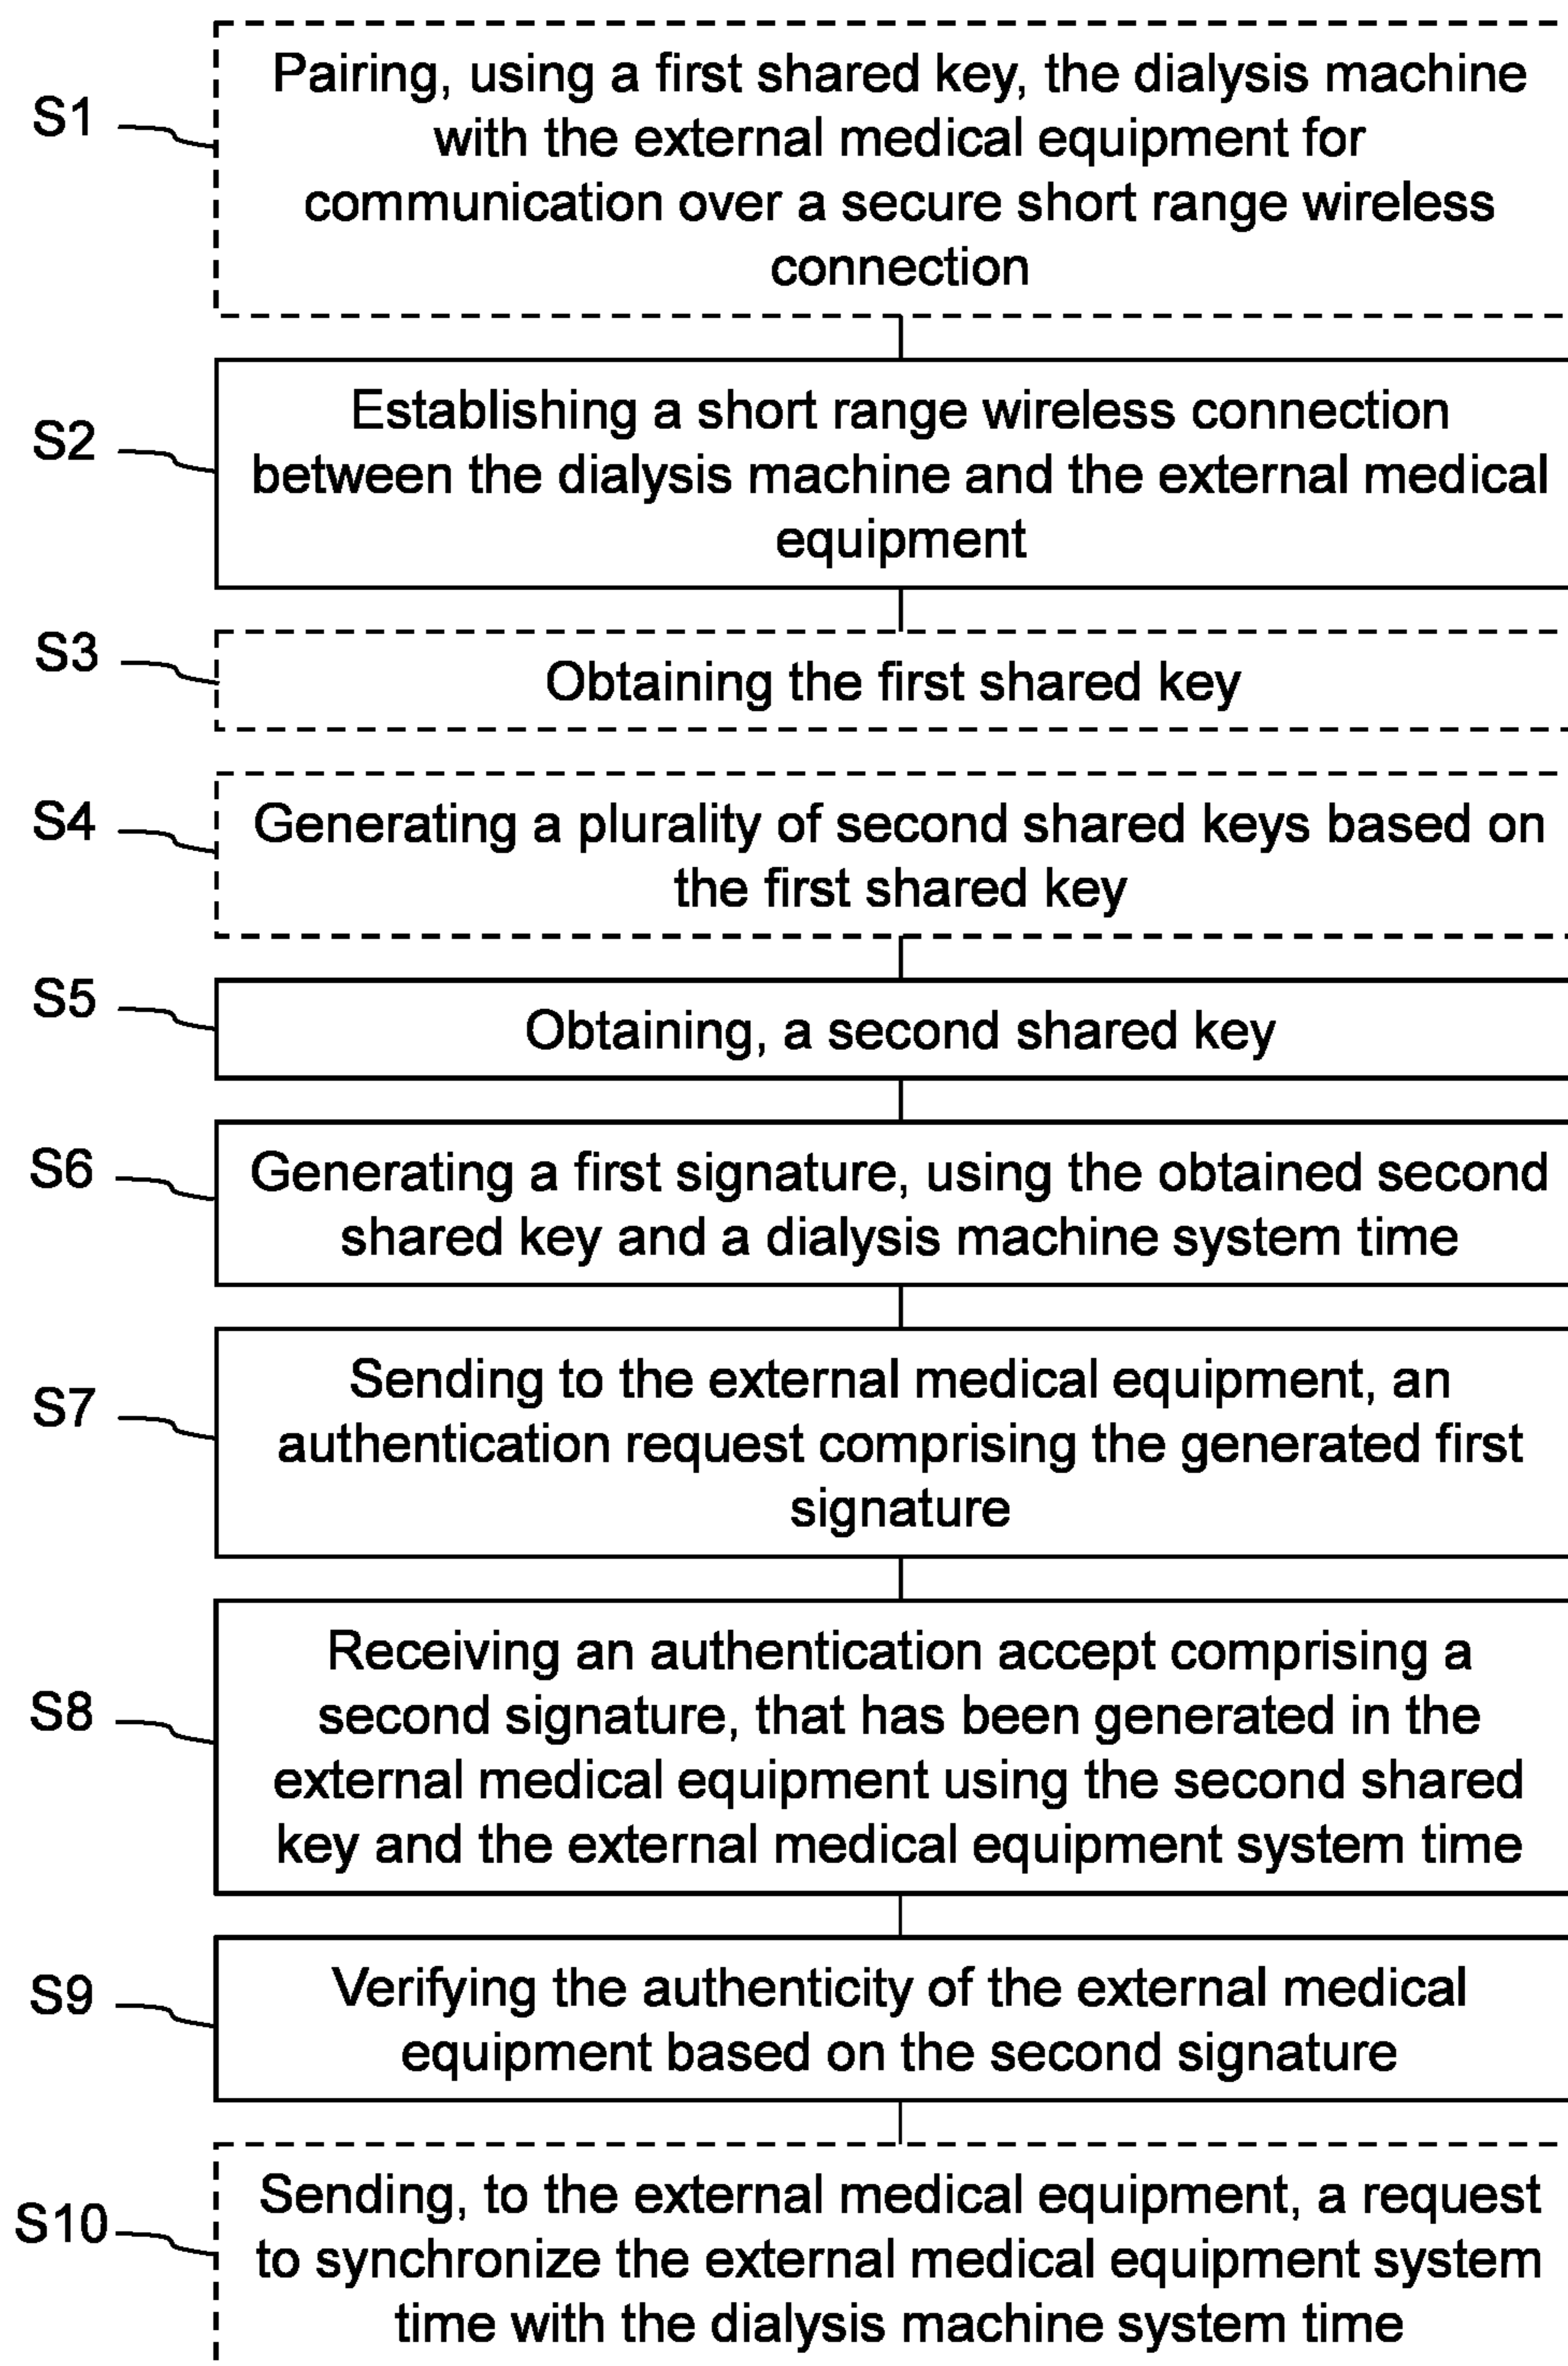 S1
Pairing, using a first shared key, the dialysis machine
with the external medical equipment for
communication over a secure short range wireless
connection
S2
Establishing a short range wireless connection
between the dialysis machine and the external medical
equipment
S3
Obtaining the first shared key
S4
Generating a plurality of second shared keys based on
the first shared key
S5
Obtaining, a second shared key
S6
Generating a first signature, using the obtained second
shared key and a dialysis machine system time
S7
Sending to the external medical equipment, an
authentication request comprising the generated first
signature
S8
Receiving an authentication accept comprising a
second signature, that has been generated in the
external medical equipment using the second shared
key and the external medical equipment system time
S9
Verifying the authenticity of the external medical
equipment based on the second signature
S10
Sending, to the external medical equipment, a request
to synchronize the external medical equipment system
time with the dialysis machine system time